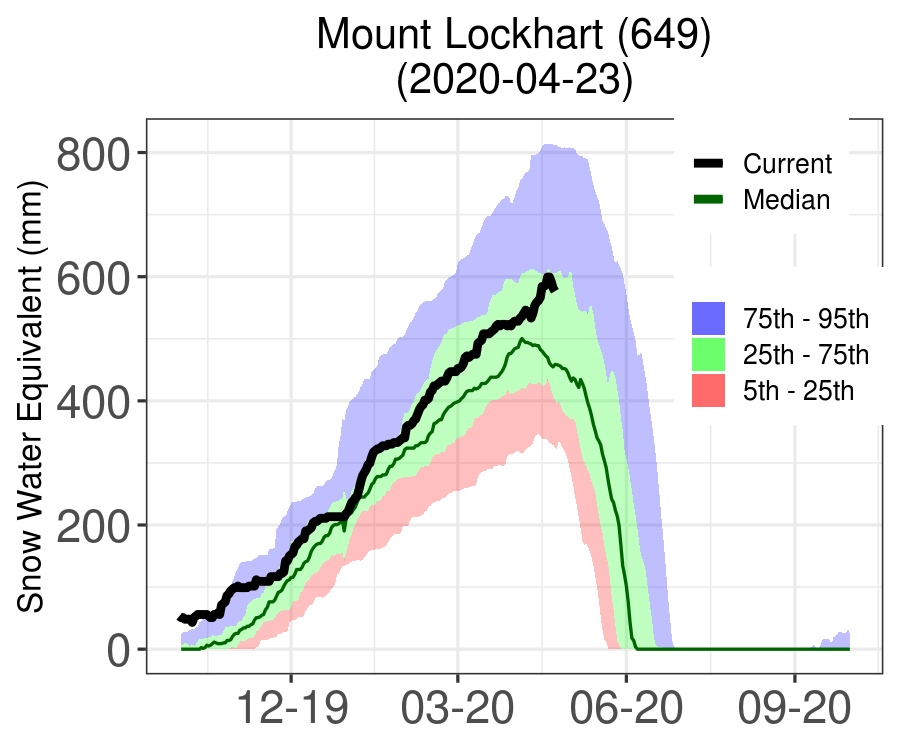 Mount Lockhart (649)
(2020-04-23)
Snow Water Equivalent (mm)
800
600
400
200
0
12-19
03-20
06-20
09-20
Current
Median
75th - 95th
25th - 75th
5th - 25th